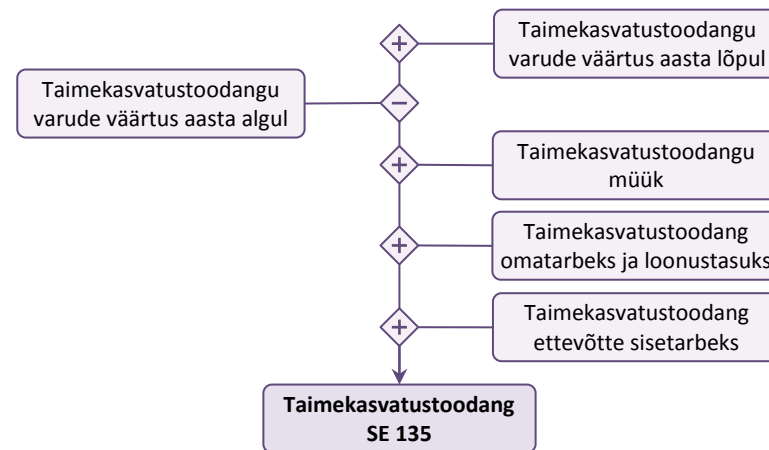 Taimekasvatustoodangu
varude väärtus aasta lõpul
+
Taimekasvatustoodangu
varude väärtus aasta algul
−
Taimekasvatustoodangu
müük
+
Taimekasvatustoodang
omatarbeks ja loonustasuks
+
Taimekasvatustoodang
ettevõtte sisetarbeks
+
Taimekasvatustoodang
SE 135